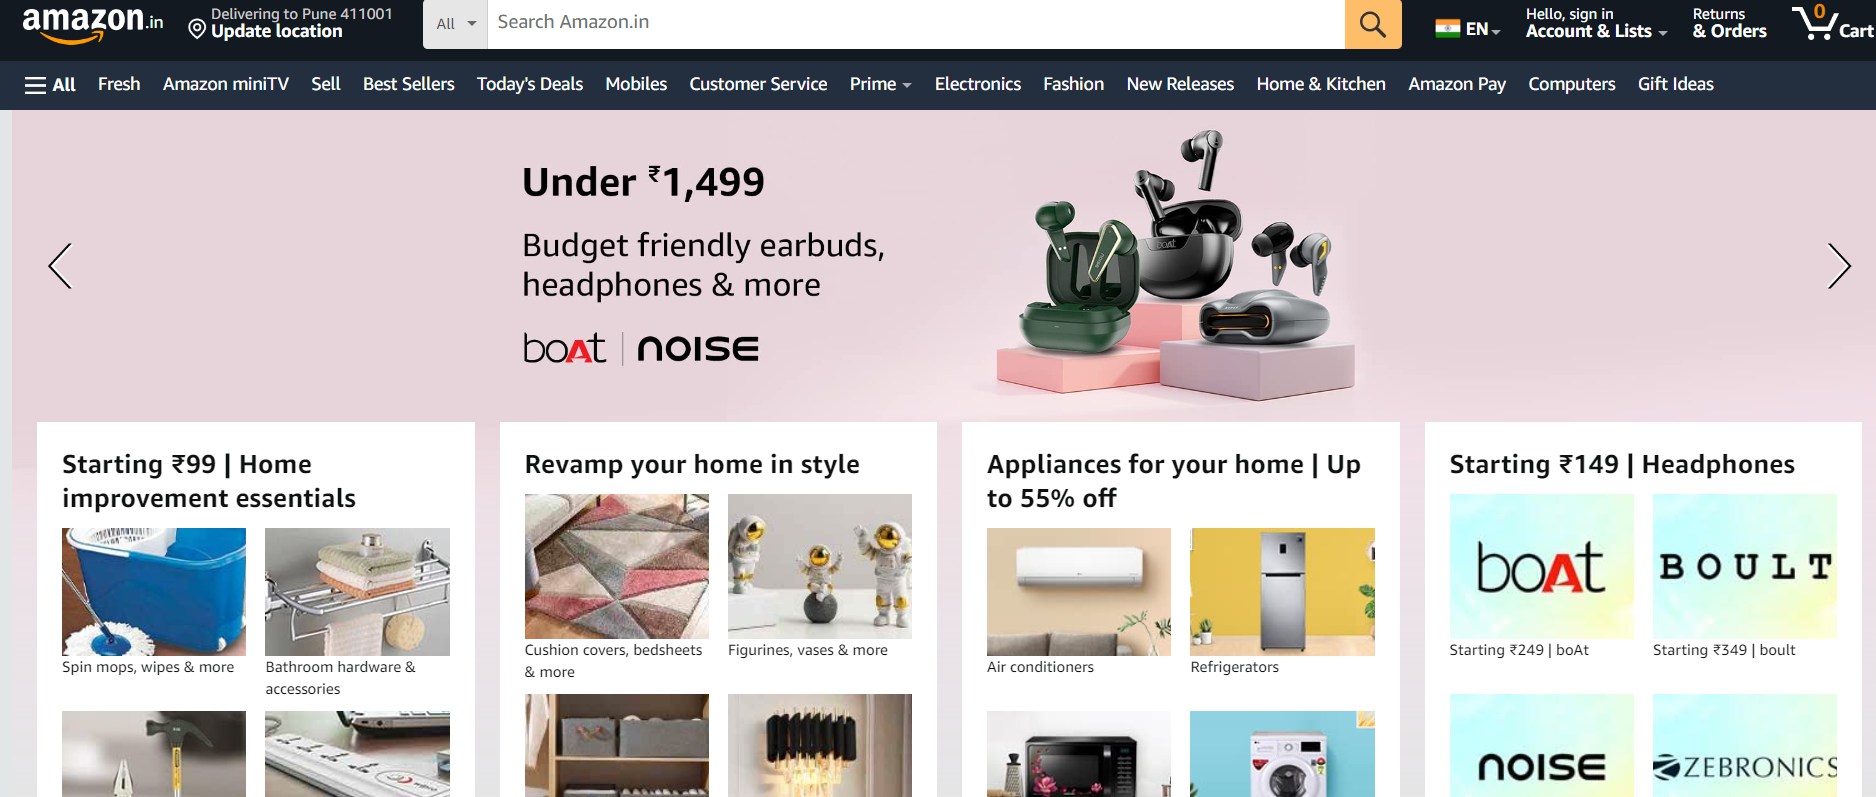 amazon.in
Delivering to Pune 411001
Update location
All
Search Amazon.in
EN
Hello, sign in
Account & Lists
Returns
& Orders
0
Cart
All
Fresh
Amazon miniTV
Sell
Best Sellers
Today's Deals
Mobiles
Customer Service
Prime
Electronics
Fashion
New Releases
Home & Kitchen
Amazon Pay
Computers
Gift Ideas
Under ₹1,499
Budget friendly earbuds,
headphones & more
boAt | noise
boAt
Starting ₹99 | Home
improvement essentials
Spin mops, wipes & more
Bathroom hardware &
accessories
Revamp your home in style
Cushion covers, bedsheets
& more
Figurines, vases & more
Appliances for your home | Up
to 55% off
Air conditioners
Refrigerators
Starting ₹149 | Headphones
boAt
BOULT
Starting ₹249 | boAt
Starting ₹349 | boult
noise
ZEBRONICS